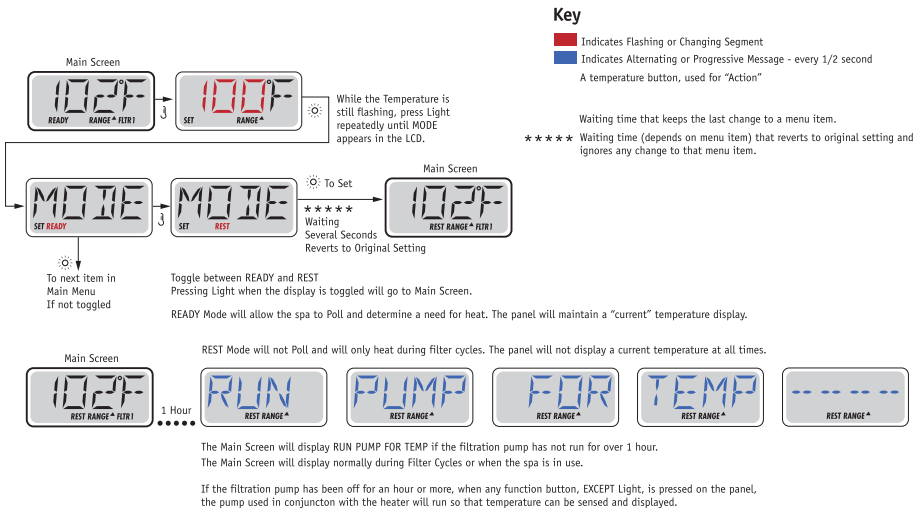 Key
Indicates Flashing or Changing Segment
Indicates Alternating or Progressive Message - every 1/2 second
A temperature button, used for “Action”
Waiting time that keeps the last change to a menu item.
***** Waiting time (depends on menu item) that reverts to original setting and
ignores any change to that menu item.
Main Screen
102°F
READY RANGE FLTR1
100°F
SET RANGE
While the Temperature is
still flashing, press Light
repeatedly until MODE
appears in the LCD.
MODE
SET READY
MODE
SET REST
To Set
*****
Waiting
Several Seconds
Reverts to Original Setting
Main Screen
102°F
REST RANGE FLTR1
To next item in
Main Menu
If not toggled
Toggle between READY and REST
Pressing Light when the display is toggled will go to Main Screen.
READY Mode will allow the spa to Poll and determine a need for heat. The panel will maintain a “current” temperature display.
REST Mode will not Poll and will only heat during filter cycles. The panel will not display a current temperature at all times.
Main Screen
102°F
REST RANGE FLTR1
1 Hour
RUN
REST RANGE
PUMP
REST RANGE
FOR
REST RANGE
TEMP
REST RANGE
- - - - -
REST RANGE
The Main Screen will display RUN PUMP FOR TEMP if the filtration pump has not run for over 1 hour.
The Main Screen will display normally during Filter Cycles or when the spa is in use.
If the filtration pump has been off for an hour or more, when any function button, EXCEPT Light, is pressed on the panel,
the pump used in conjuncton with the heater will run so that temperature can be sensed and displayed.